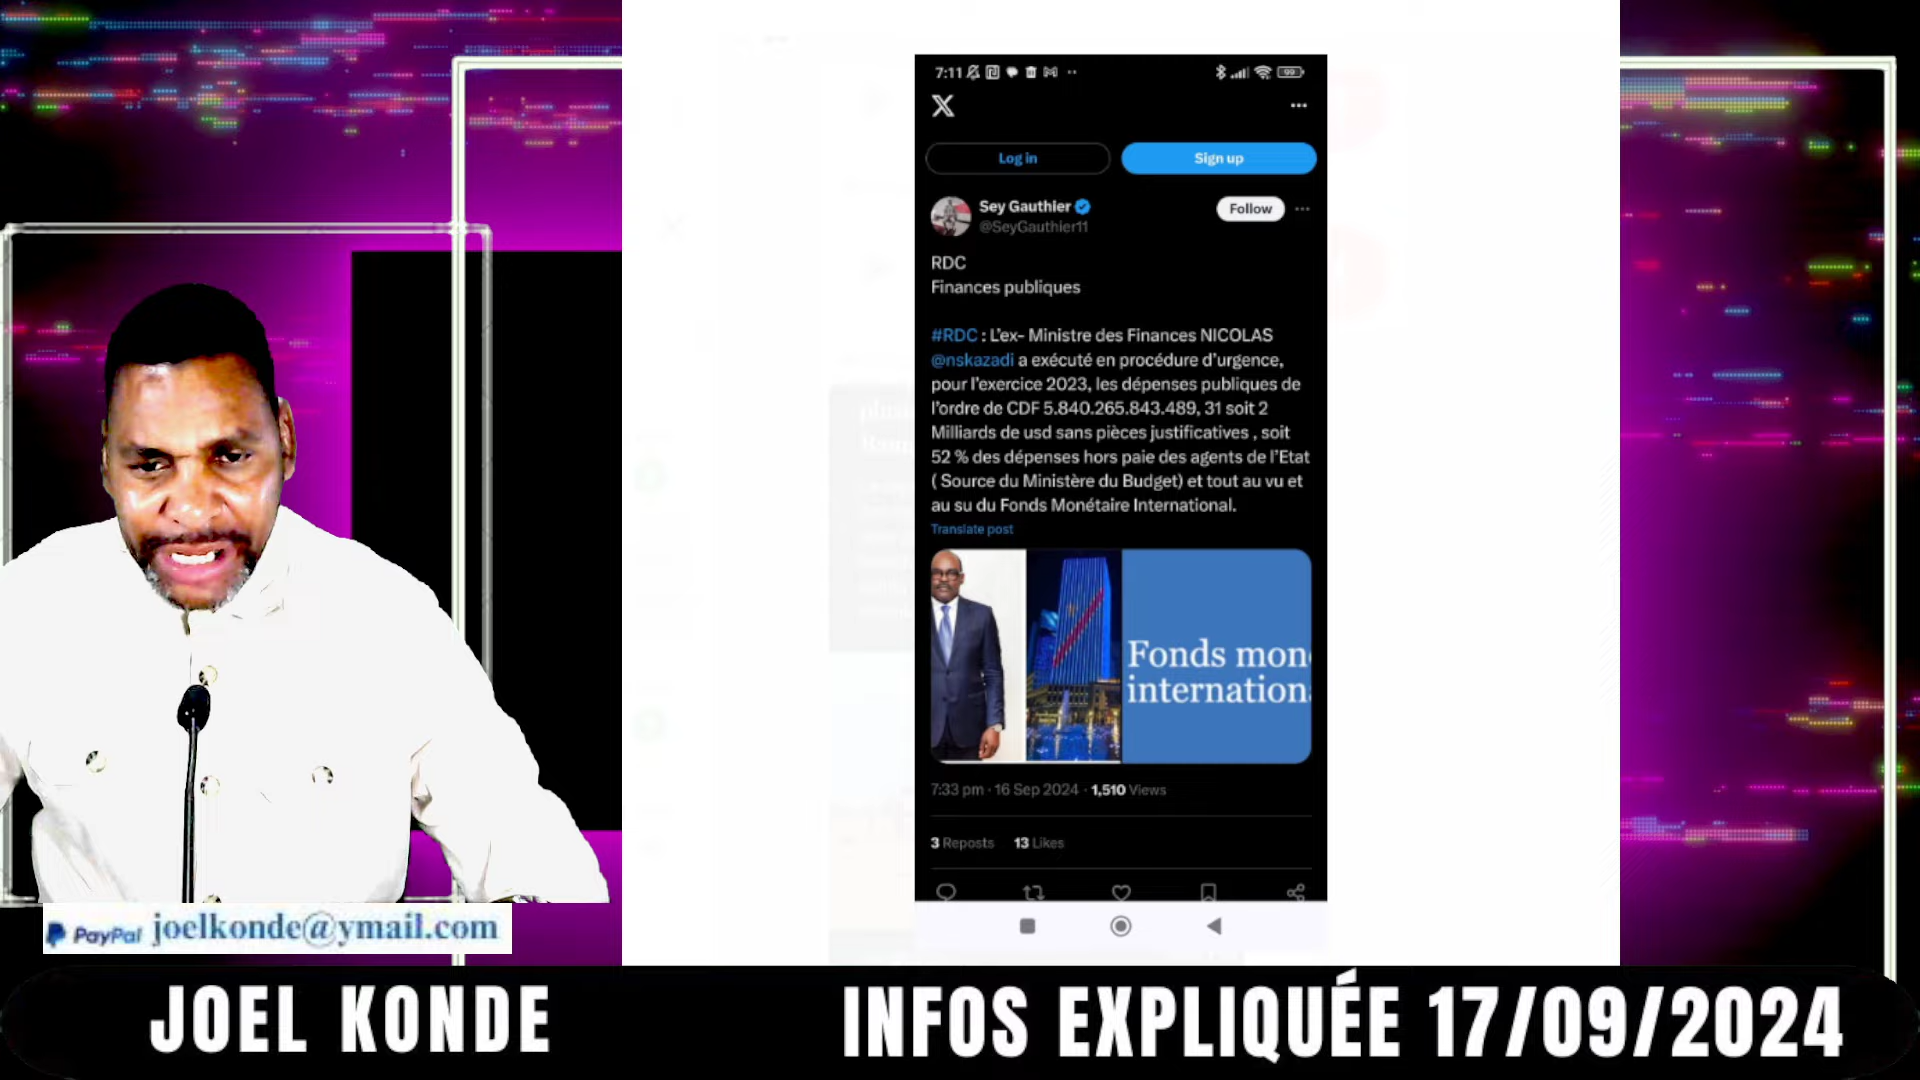 7:11
99
Log in
Sign up
Sey Gauthier
Follow
@SeyGauthier11
RDC
Finances publiques
#RDC : L'ex- Ministre des Finances NICOLAS
@nskazadi a exécuté en procédure d'urgence,
pour l'exercice 2023, les dépenses publiques de
l'ordre de CDF 5.840.265.843.489, 31 soit 2
Milliards de usd sans pièces justificatives , soit
52 % des dépenses hors paie des agents de l'Etat
( Source du Ministère du Budget) et tout au vu et
au su du Fonds Monétaire International.
Translate post
Fonds mon
internation
7:33 pm · 16 Sep 2024 · 1,510 Views
3 Reposts 13 Likes
PayPal joelkonde@ymail.com
JOEL KONDE
INFOS EXPLIQUÉE 17/09/2024